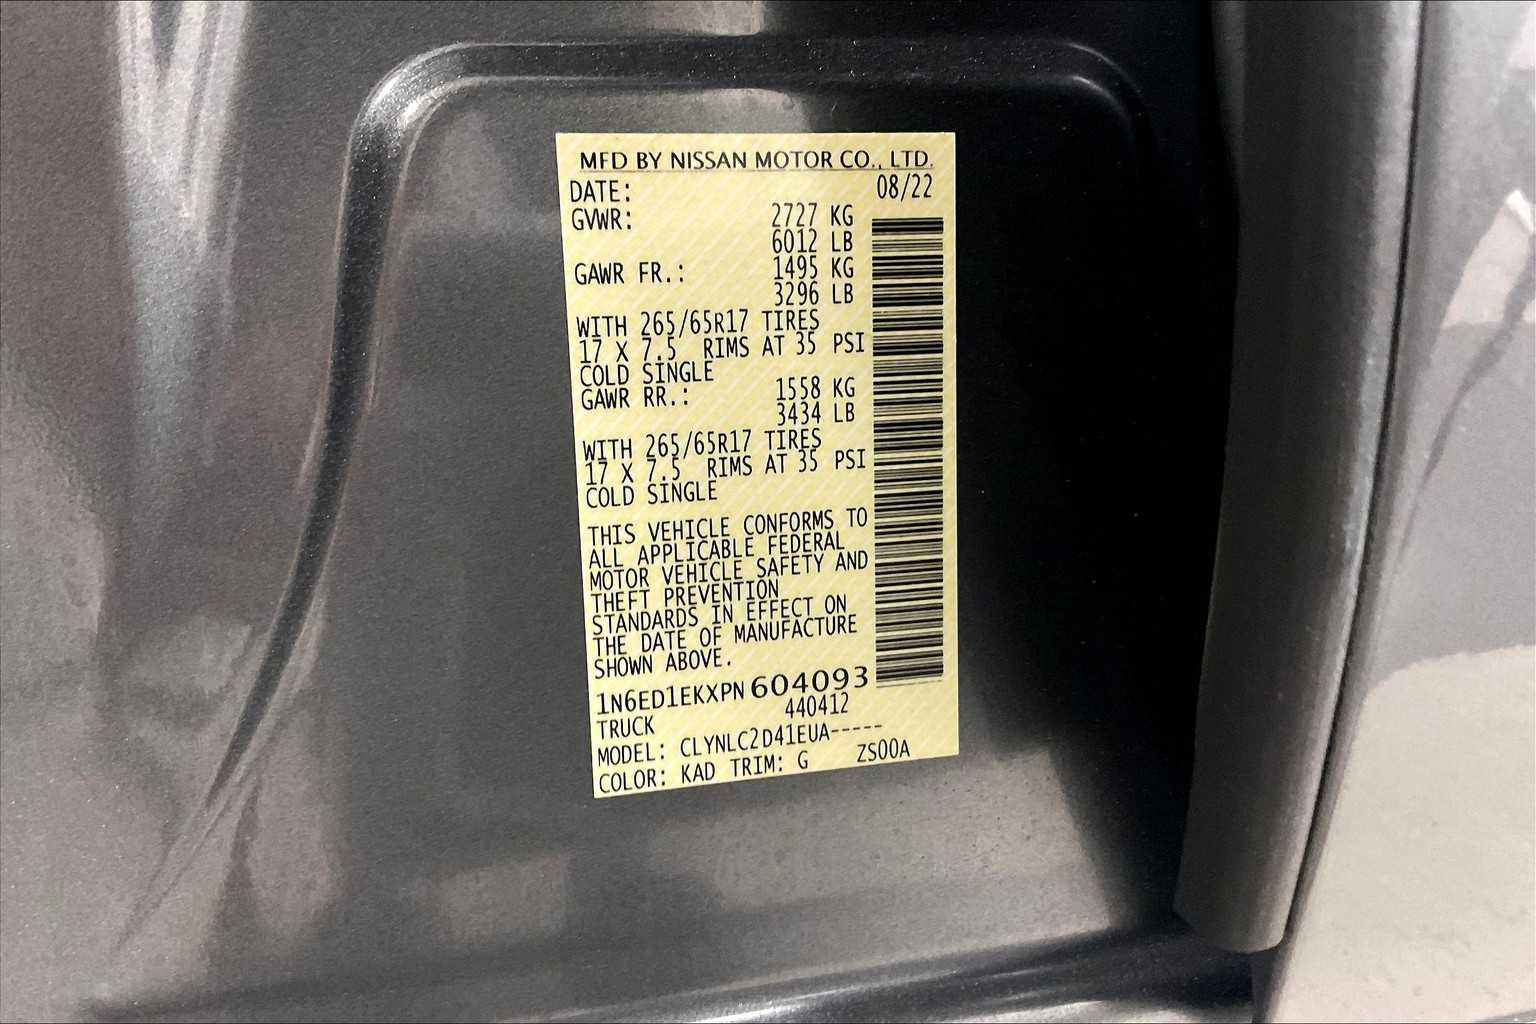 MFD BY NISSAN MOTOR CO., LTD.
DATE: 08/22
GVWR: 2727 KG
6012 LB
GAWR FR.: 1495 KG
3296 LB
WITH 265/65R17 TIRES
17 X 7.5 RIMS AT 35 PSI
COLD SINGLE
GAWR RR.: 1558 KG
3434 LB
WITH 265/65R17 TIRES
17 X 7.5 RIMS AT 35 PSI
COLD SINGLE
THIS VEHICLE CONFORMS TO
ALL APPLICABLE FEDERAL
MOTOR VEHICLE SAFETY AND
THEFT PREVENTION
STANDARDS IN EFFECT ON
THE DATE OF MANUFACTURE
SHOWN ABOVE.
1N6ED1EKXPN604093
TRUCK 440412
MODEL: CLYNLC2D41EUA-----
COLOR: KAD TRIM: G ZS00A